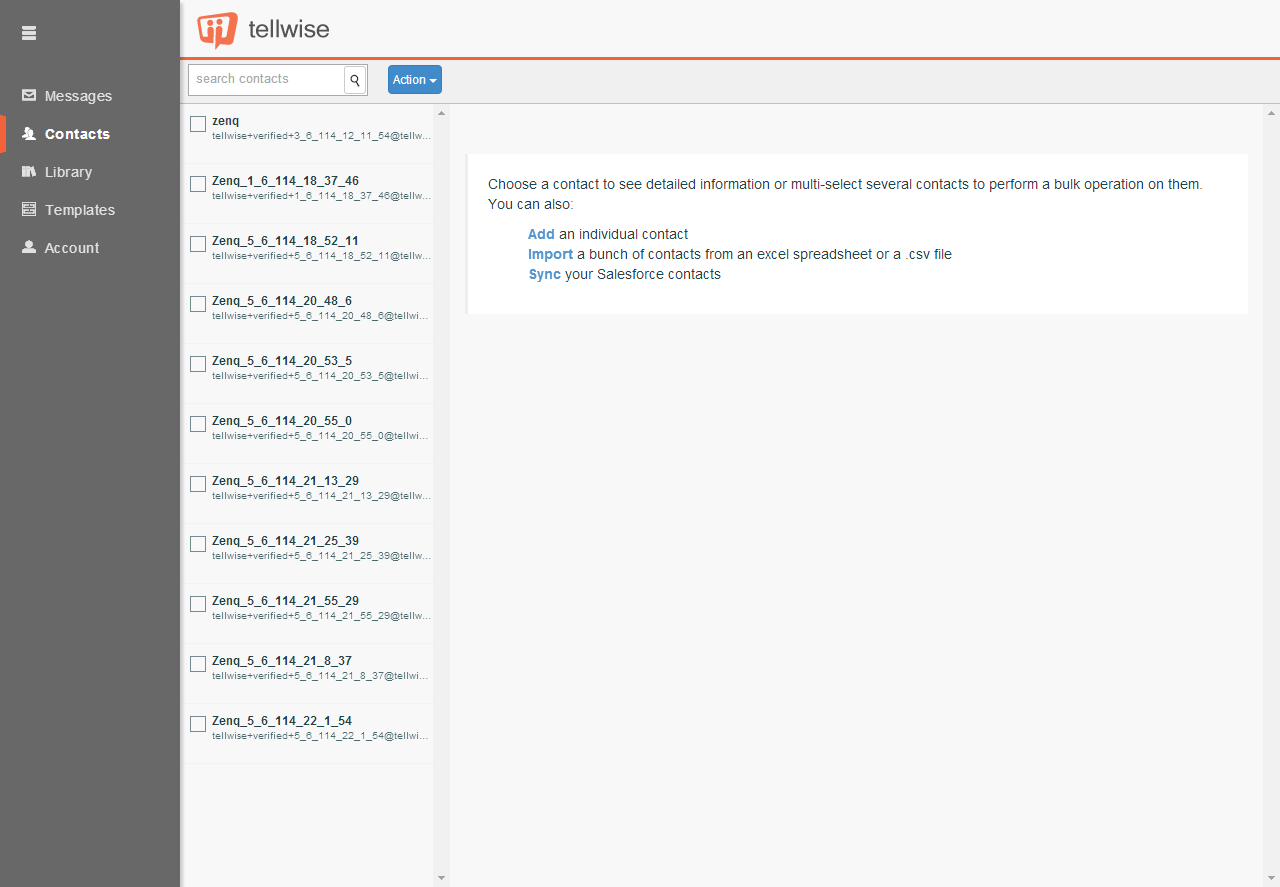 tellwise
search contacts
Action
Messages
Contacts
Library
Templates
Account
zenq
tellwise+verified+3_6_114_12_11_54@tellw...
Zenq_1_6_114_18_37_46
tellwise+verified+1_6_114_18_37_46@tellw...
Zenq_5_6_114_18_52_11
tellwise+verified+5_6_114_18_52_11@tellw...
Zenq_5_6_114_20_48_6
tellwise+verified+5_6_114_20_48_6@tellwi...
Zenq_5_6_114_20_53_5
tellwise+verified+5_6_114_20_53_5@tellwi...
Zenq_5_6_114_20_55_0
tellwise+verified+5_6_114_20_55_0@tellwi...
Zenq_5_6_114_21_13_29
tellwise+verified+5_6_114_21_13_29@tellw...
Zenq_5_6_114_21_25_39
tellwise+verified+5_6_114_21_25_39@tellw...
Zenq_5_6_114_21_55_29
tellwise+verified+5_6_114_21_55_29@tellw...
Zenq_5_6_114_21_8_37
tellwise+verified+5_6_114_21_8_37@tellwi...
Zenq_5_6_114_22_1_54
tellwise+verified+5_6_114_22_1_54@tellwi...
Choose a contact to see detailed information or multi-select several contacts to perform a bulk operation on them.
You can also:
Add an individual contact
Import a bunch of contacts from an excel spreadsheet or a .csv file
Sync your Salesforce contacts